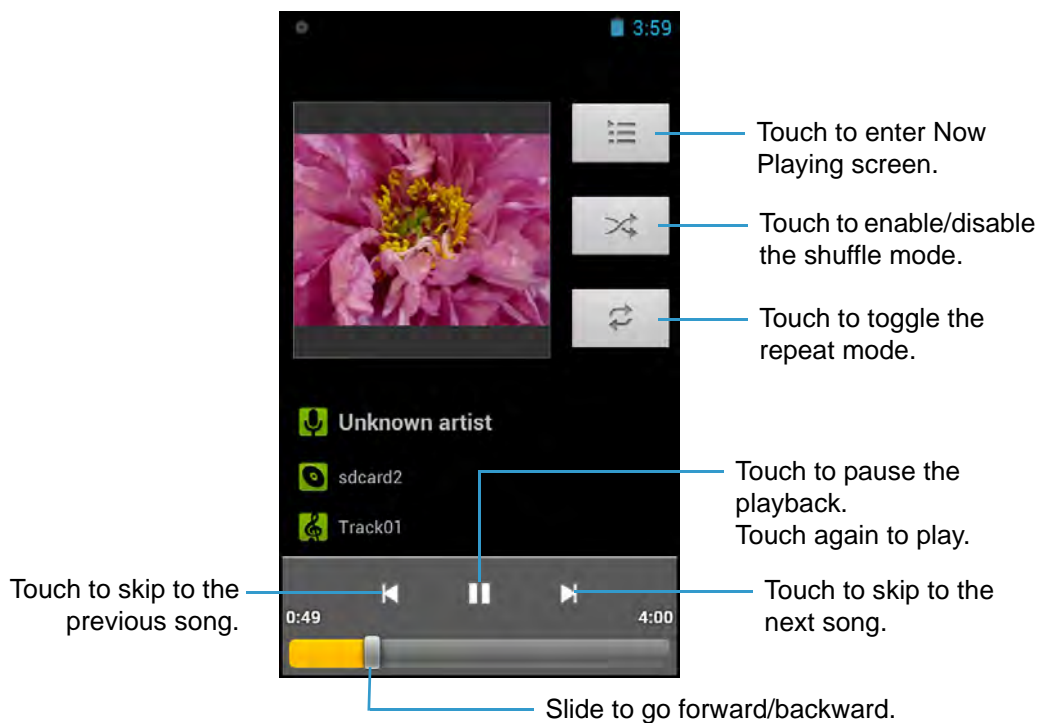 3:59
Touch to enter Now
Playing screen.
Touch to enable/disable
the shuffle mode.
Touch to toggle the
repeat mode.
Unknown artist
sdcard2
Track01
Touch to pause the
playback.
Touch again to play.
Touch to skip to the
previous song.
0:49
4:00
Touch to skip to the
next song.
Slide to go forward/backward.